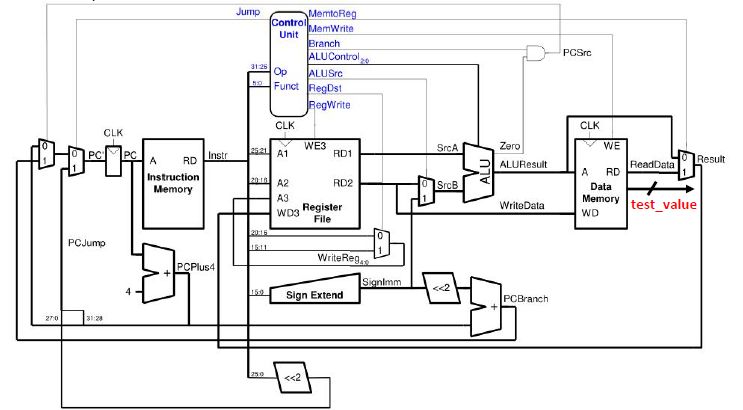 Jump
MemtoReg
Control
Unit
MemWrite
Branch
ALUControl2:0
PCSrc
31:26
Op
ALUSrc
5:0
Funct
RegDst
RegWrite
CLK
CLK
CLK
0
1
0
1
PC'
PC
A
RD
Instr
Instruction
Memory
25:21
A1
WE3
RD1
SrcA
Zero
WE
20:16
A2
RD2
0
1
SrcB
ALU
ALUResult
A
RD
ReadData
0
1
Result
A3
Register
File
Data
Memory
WD3
WriteData
WD
test_value
20:16
0
15:11
1
WriteReg4:0
PCJump
PCPlus4
+
4
SignImm
15:0
Sign Extend
<<2
+
PCBranch
27:0
31:28
25:0
<<2